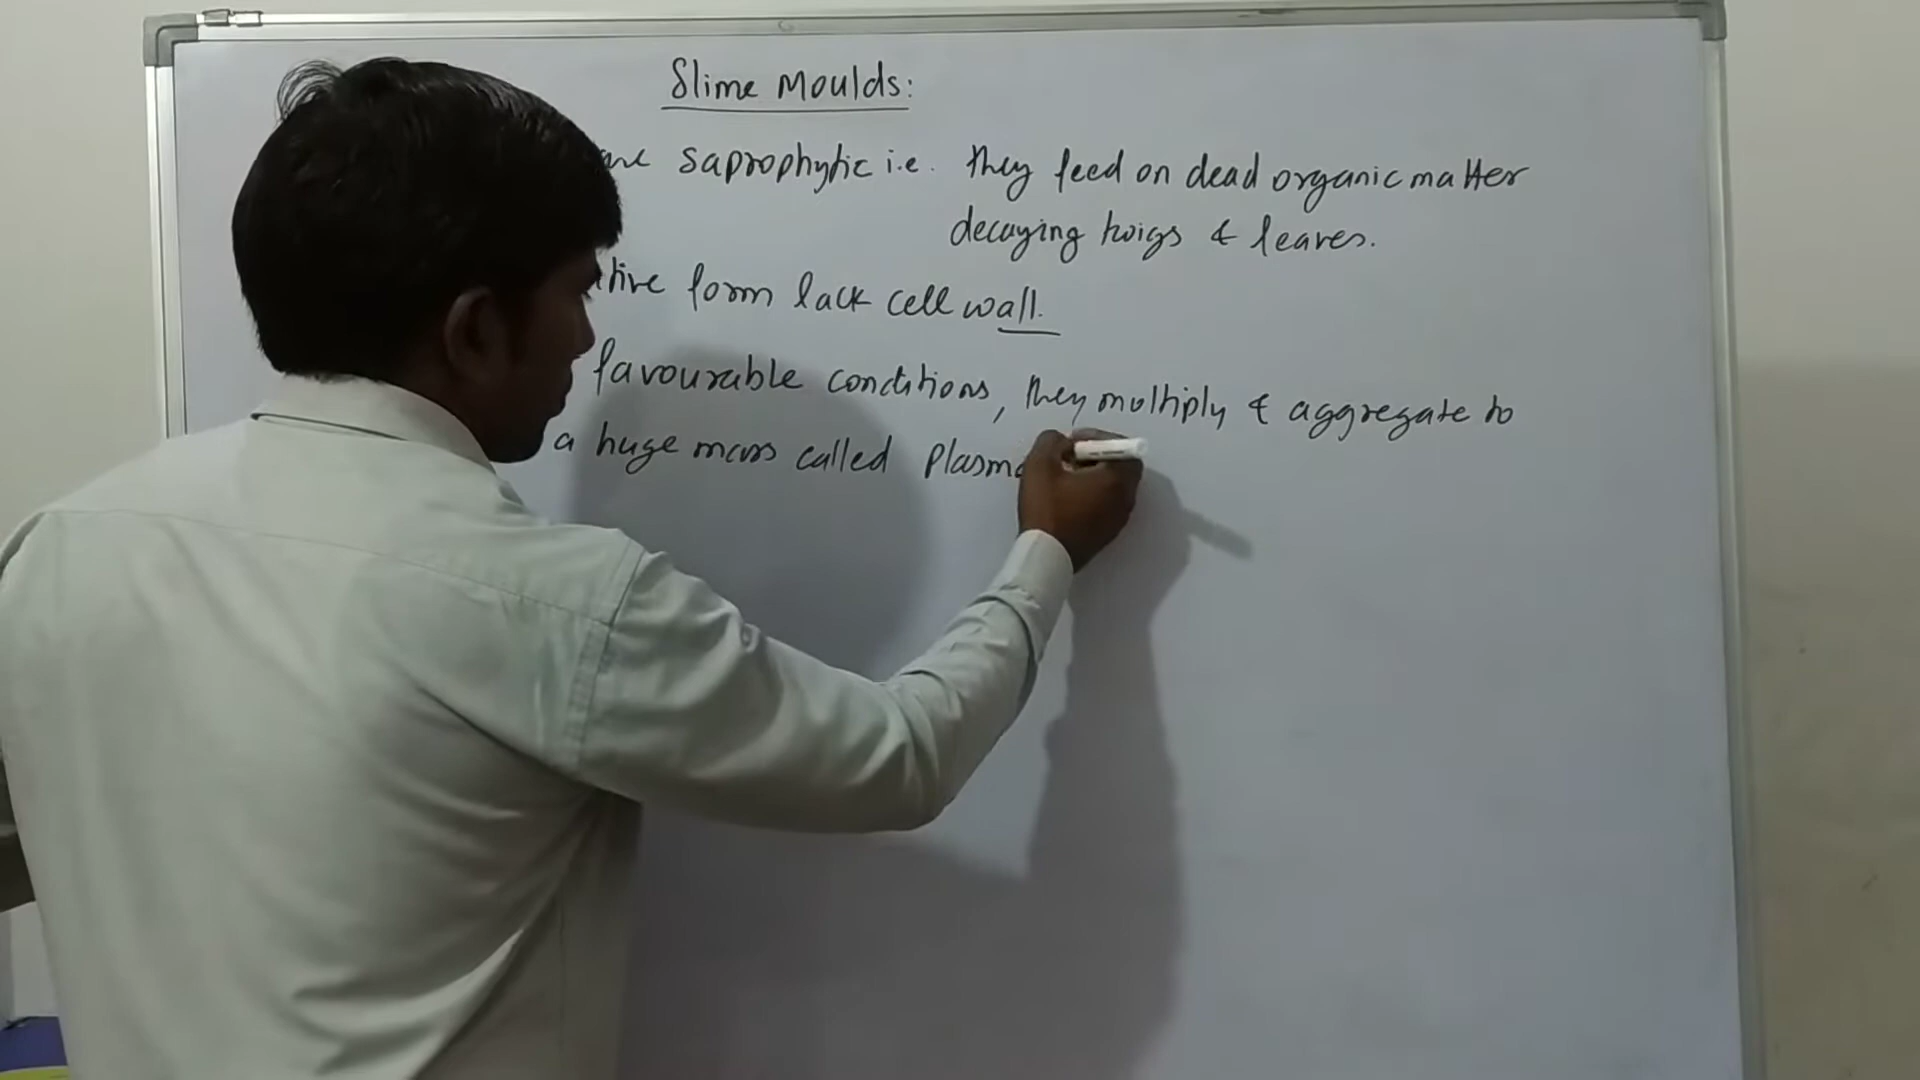 Slime Moulds:
are saprophytic i.e. they feed on dead organic matter
decaying twigs & leaves.
tive form lack cell wall.
favourable conditions, they multiply & aggregate to
a huge mass called Plasm